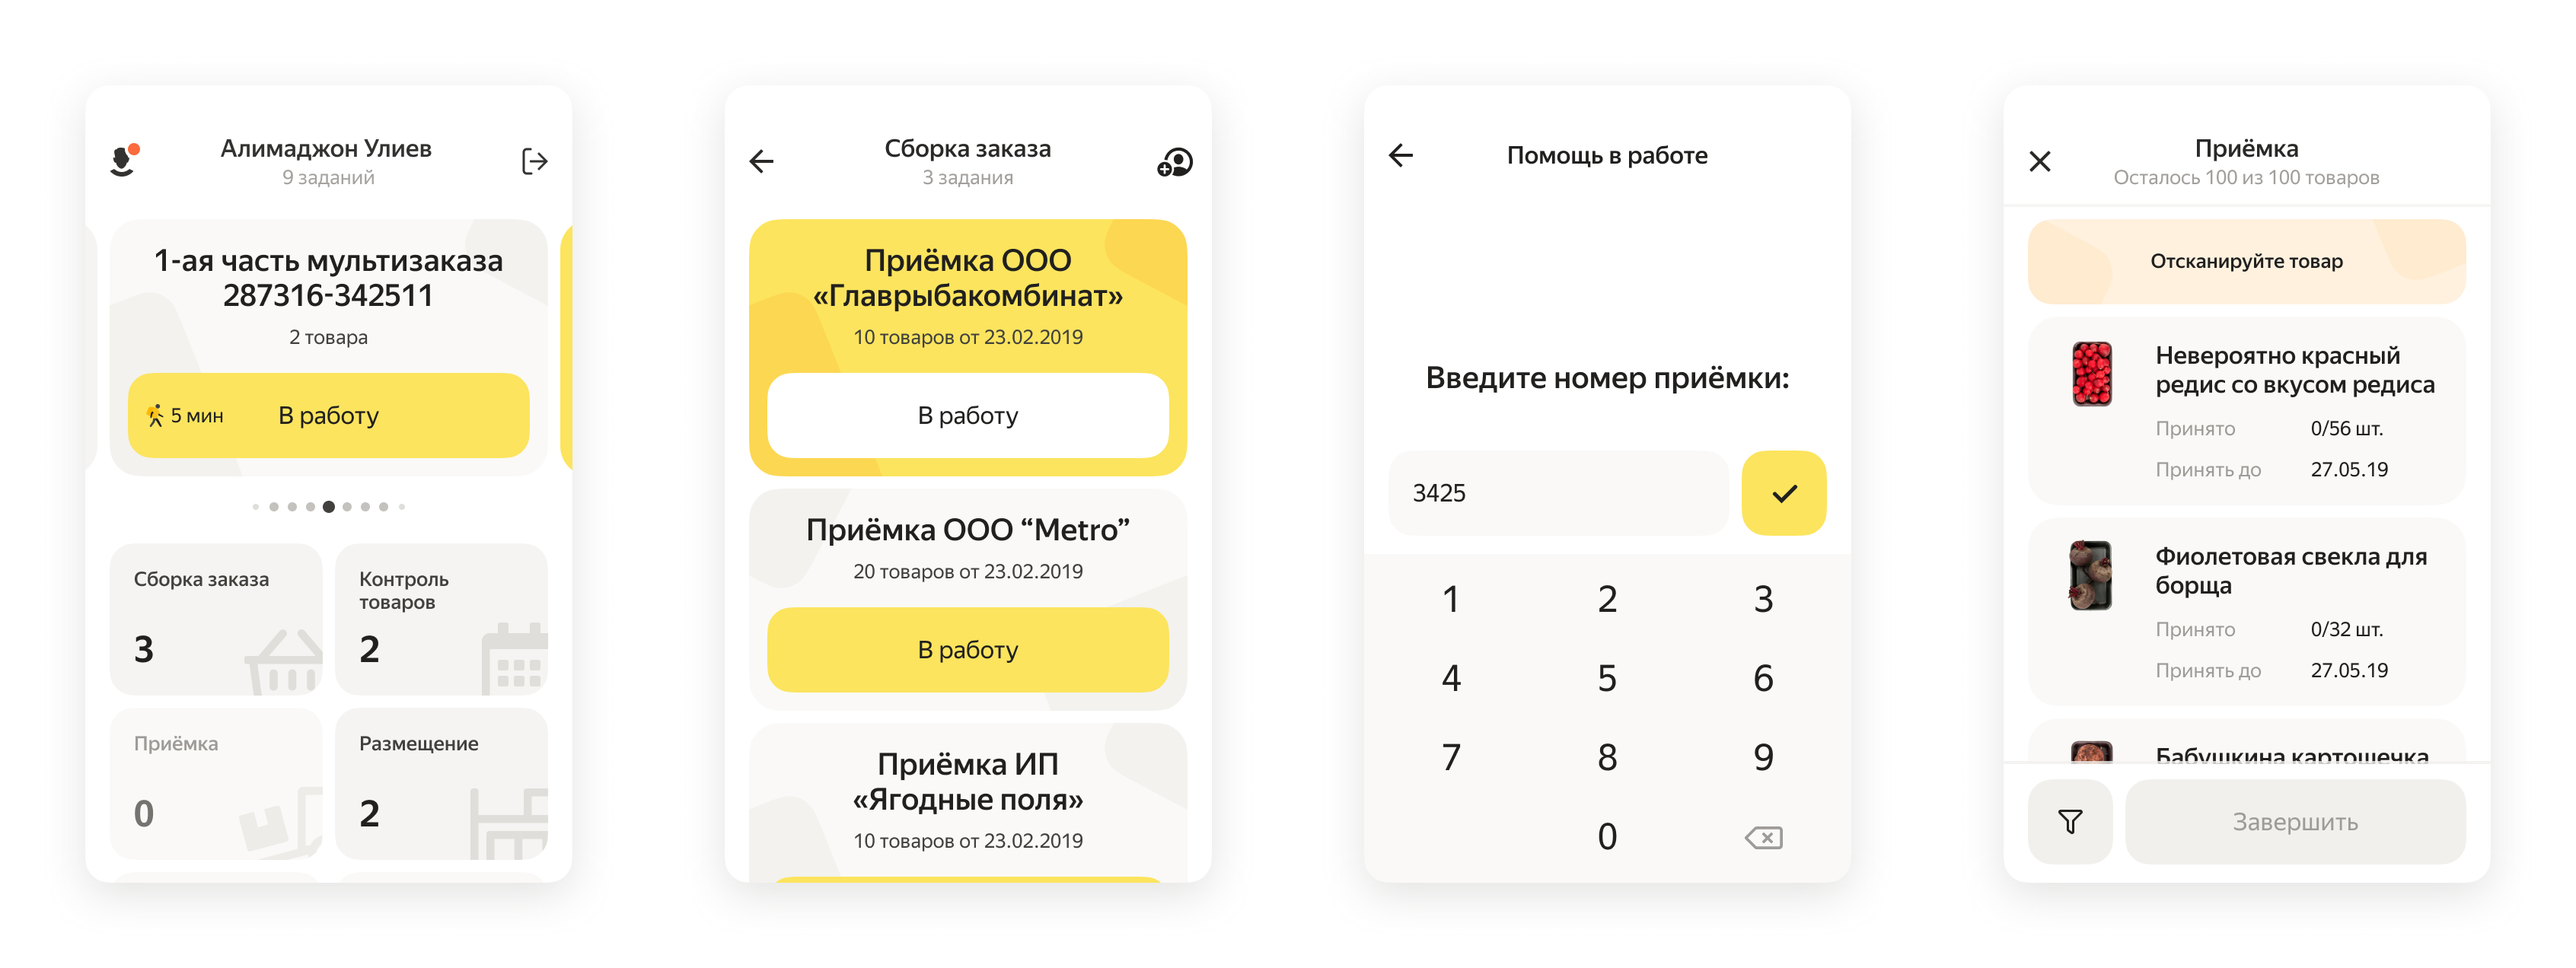 Алимаджон Улиев
9 заданий
1-ая часть мультизаказа
287316-342511
2 товара
5 мин
В работу
Сборка заказа
3
Контроль
товаров
2
Приёмка
0
Размещение
2
Сборка заказа
3 задания
Приёмка ООО
«Главрыбакомбинат»
10 товаров от 23.02.2019
В работу
Приёмка ООО “Metro”
20 товаров от 23.02.2019
В работу
Приёмка ИП
«Ягодные поля»
10 товаров от 23.02.2019
Помощь в работе
Введите номер приёмки:
3425
1 2 3
4 5 6
7 8 9
0
Приёмка
Осталось 100 из 100 товаров
Отсканируйте товар
Невероятно красный
редис со вкусом редиса
Принято 0/56 шт.
Принять до 27.05.19
Фиолетовая свекла для
борща
Принято 0/32 шт.
Принять до 27.05.19
Бабушкина картошечка
Завершить